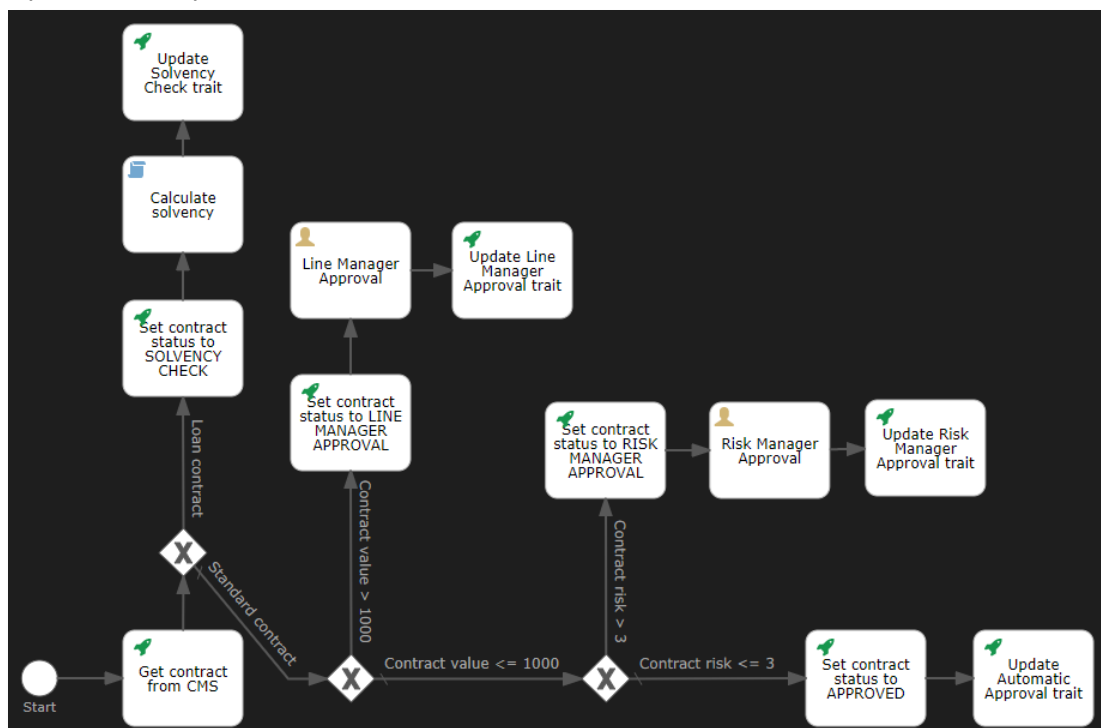 Update
Solvency
Check trait
Calculate
solvency
Set contract
status to
SOLVENCY
CHECK
Loan contract
Standard contract
Get contract
from CMS
Start
Line Manager
Approval
Update Line
Manager
Approval trait
Set contract
status to LINE
MANAGER
APPROVAL
Contract value > 1000
Contract value <= 1000
Set contract
status to RISK
MANAGER
APPROVAL
Risk Manager
Approval
Update Risk
Manager
Approval trait
Contract risk > 3
Contract risk <= 3
Set contract
status to
APPROVED
Update
Automatic
Approval trait